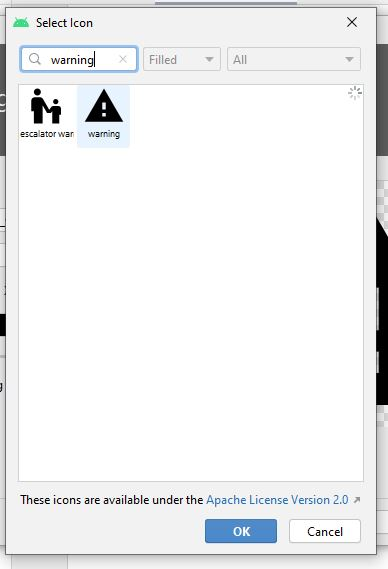 Select Icon
warning
Filled
All
escalator war
warning
These icons are available under the Apache License Version 2.0
OK
Cancel